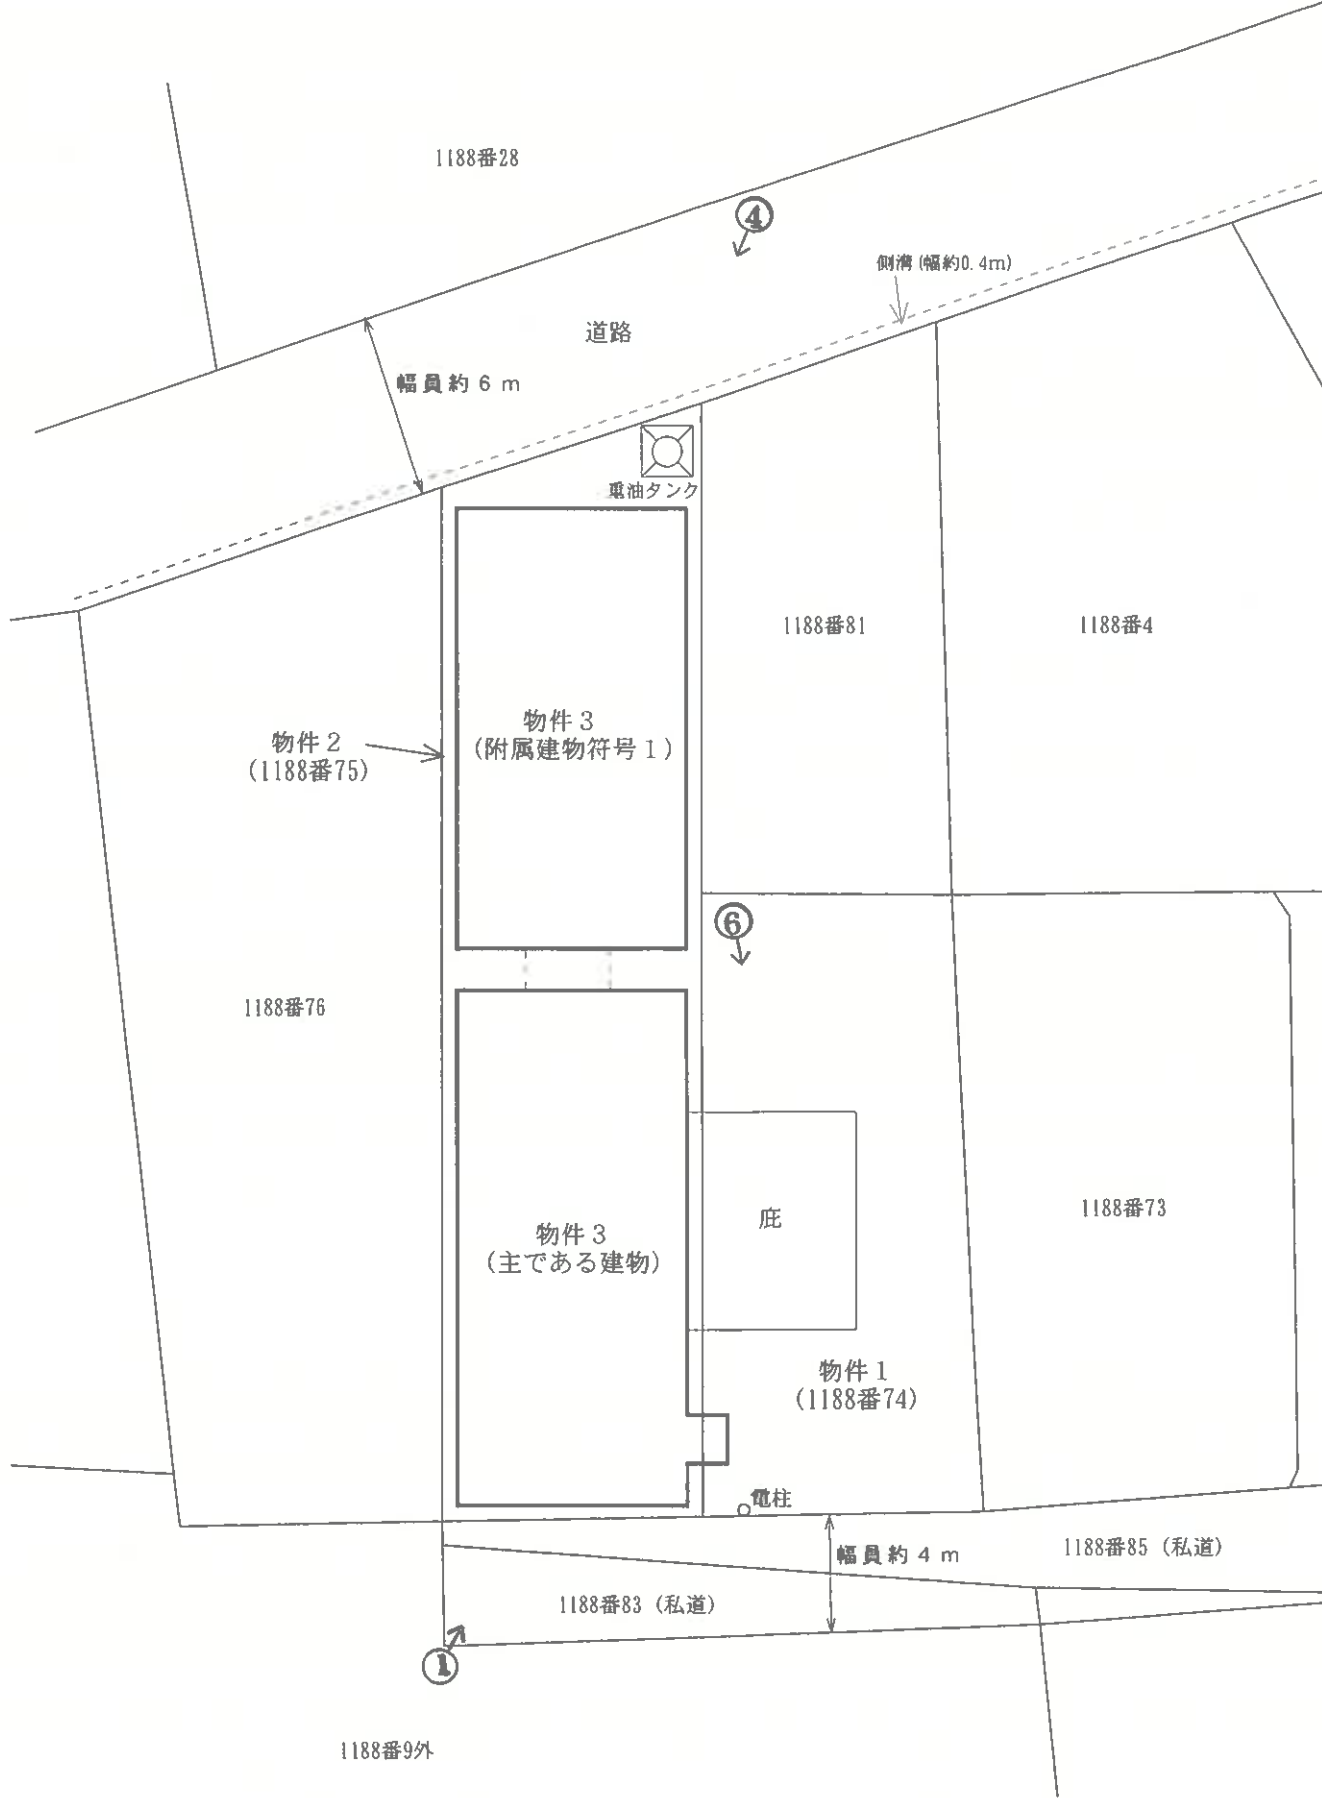 1188番28
④
側溝(幅約0.4m)
道路
幅員約6m
重油タンク
1188番81
1188番4
物件3
(附属建物符号1)
物件2
(1188番75)
⑥
1188番76
1188番73
庇
物件3
(主である建物)
物件1
(1188番74)
電柱
幅員約4m
1188番85(私道)
1188番83(私道)
①
1188番9外